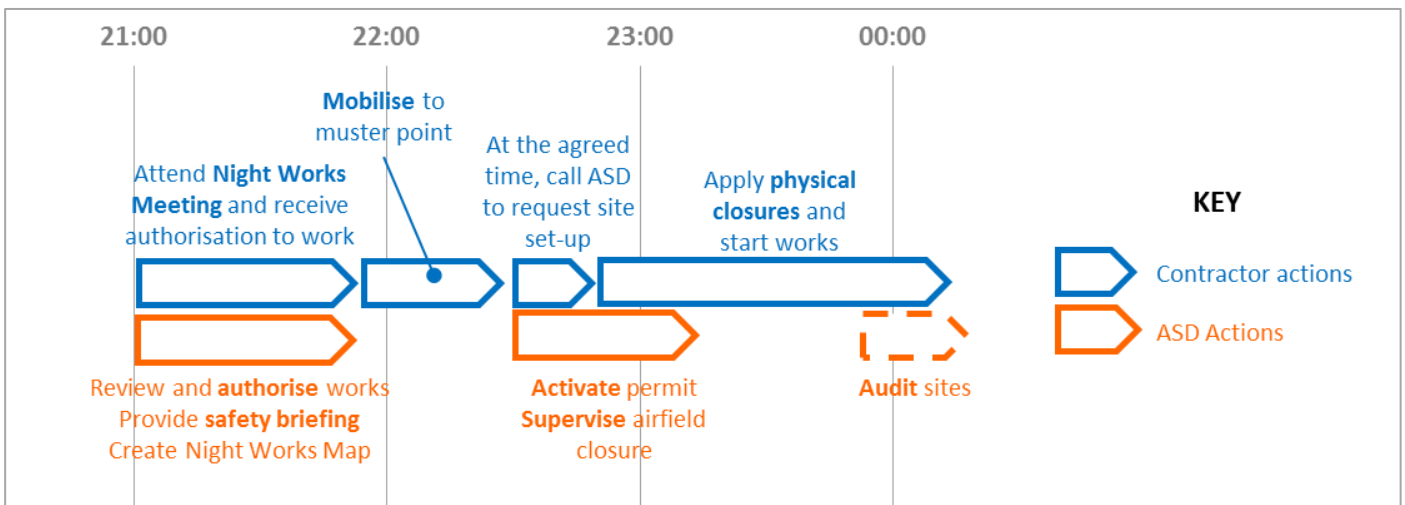 21:00 22:00 23:00 00:00
Mobilise to
muster point
Attend Night Works
Meeting and receive
authorisation to work
At the agreed
time, call ASD
to request site
set-up
Apply physical
closures and
start works
Review and authorise works
Provide safety briefing
Create Night Works Map
Activate permit
Supervise airfield
closure
Audit sites
KEY
Contractor actions
ASD Actions